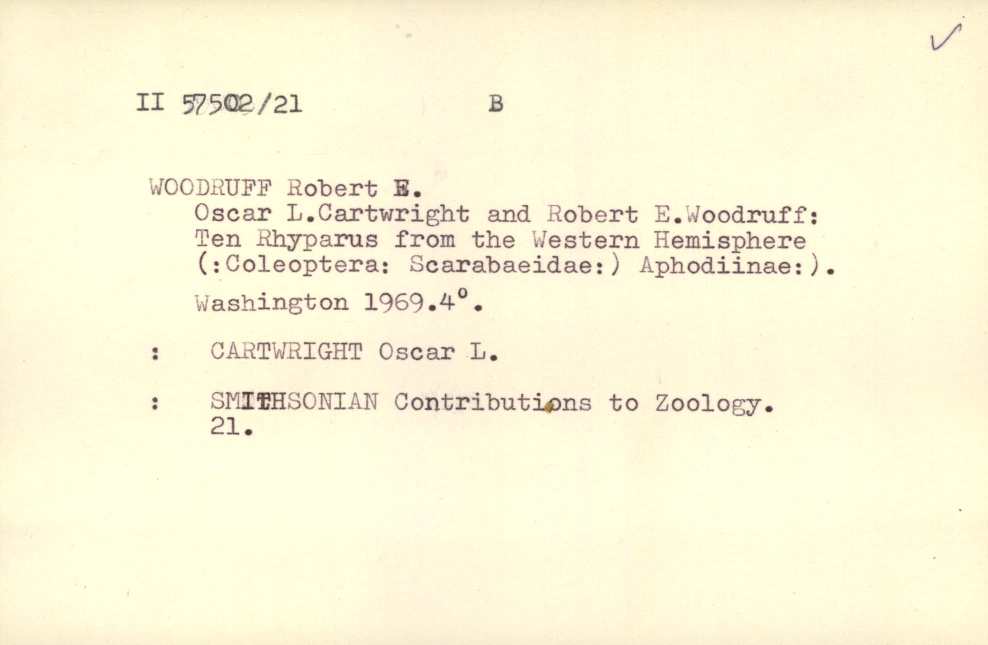 II 57502/21 B
WOODRUFF Robert E.
Oscar L.Cartwright and Robert E.Woodruff:
Ten Rhyparus from the Western Hemisphere
(:Coleoptera: Scarabaeidae:) Aphodiinae:).
Washington 1969.4º.
: CARTWRIGHT Oscar L.
: SMITHSONIAN Contributions to Zoology.
21.